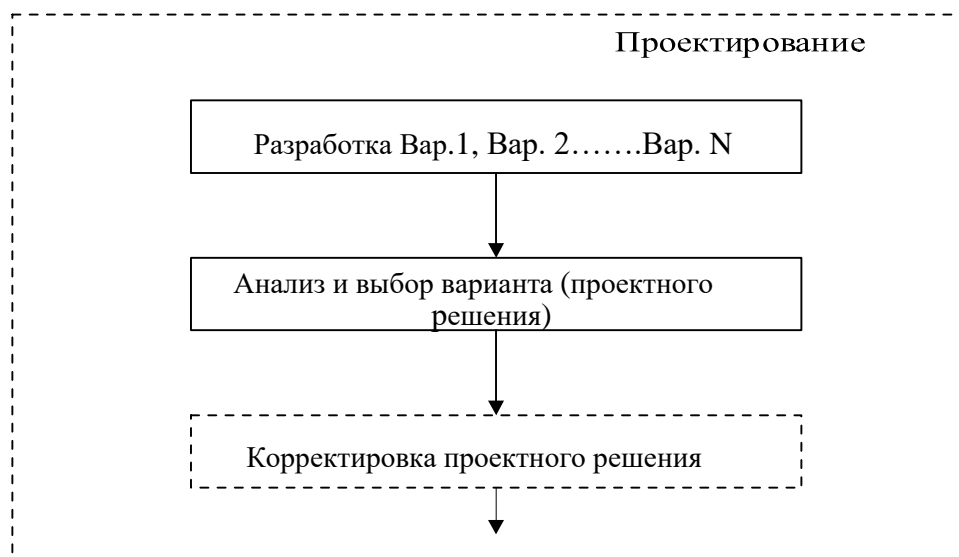 Проектирование
Разработка Вар.1, Вар. 2…….Вар. N
Анализ и выбор варианта (проектного
решения)
Корректировка проектного решения